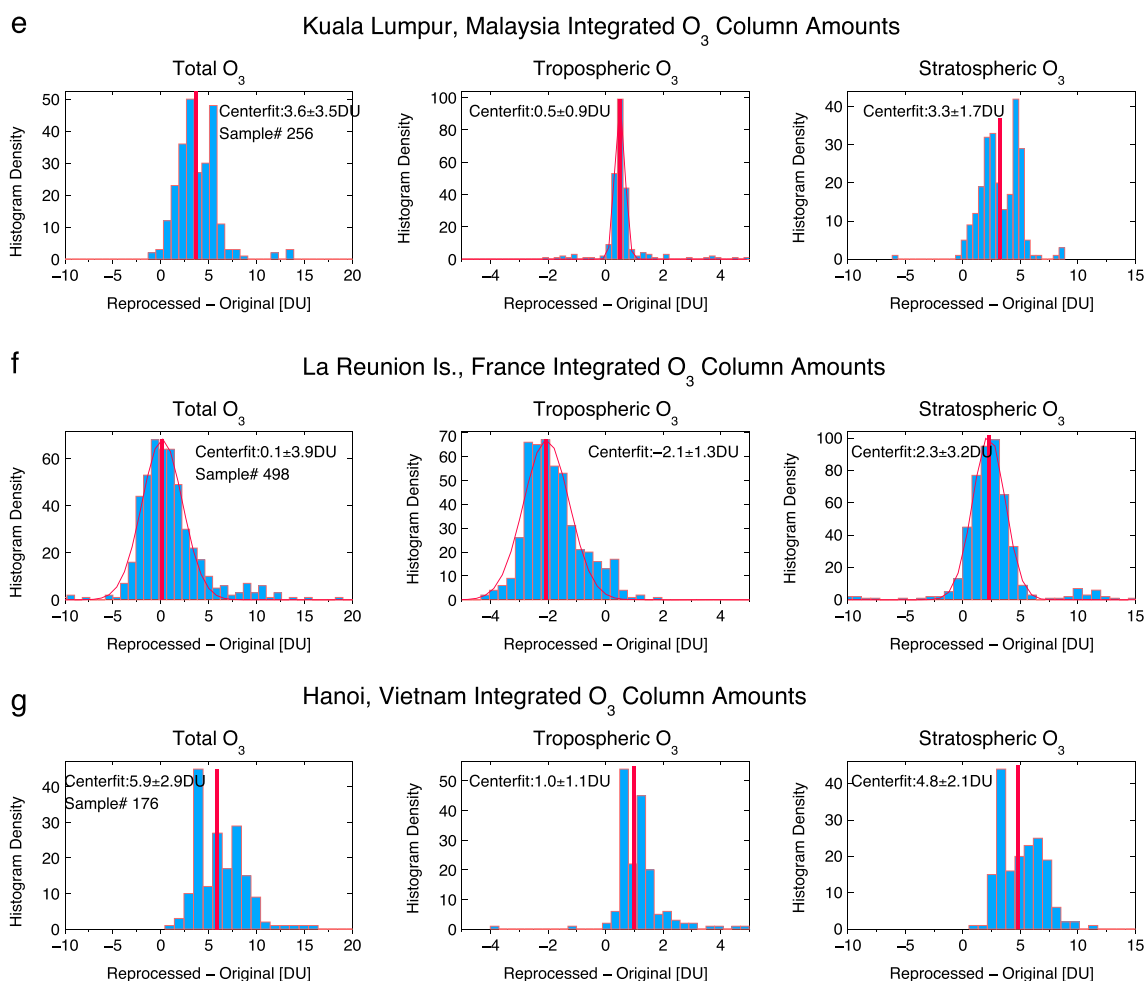 e
Kuala Lumpur, Malaysia Integrated O3 Column Amounts
Total O3
Tropospheric O3
Stratospheric O3
Centerfit:3.6±3.5DU
Sample# 256
Centerfit:0.5±0.9DU
Centerfit:3.3±1.7DU
Histogram Density
50
40
30
20
10
0
Histogram Density
100
80
60
40
20
0
Histogram Density
40
30
20
10
0
−10 −5 0 5 10 15 20
−4 −2 0 2 4
−10 −5 0 5 10 15
Reprocessed − Original [DU]
Reprocessed − Original [DU]
Reprocessed − Original [DU]
f
La Reunion Is., France Integrated O3 Column Amounts
Total O3
Tropospheric O3
Stratospheric O3
Centerfit:0.1±3.9DU
Sample# 498
Centerfit:−2.1±1.3DU
Centerfit:2.3±3.2DU
Histogram Density
60
40
20
0
Histogram Density
70
60
50
40
30
20
10
0
Histogram Density
100
80
60
40
20
0
−10 −5 0 5 10 15 20
−4 −2 0 2 4
−10 −5 0 5 10 15
Reprocessed − Original [DU]
Reprocessed − Original [DU]
Reprocessed − Original [DU]
g
Hanoi, Vietnam Integrated O3 Column Amounts
Total O3
Tropospheric O3
Stratospheric O3
Centerfit:5.9±2.9DU
Sample# 176
Centerfit:1.0±1.1DU
Centerfit:4.8±2.1DU
Histogram Density
40
30
20
10
0
Histogram Density
50
40
30
20
10
0
Histogram Density
40
30
20
10
0
−10 −5 0 5 10 15 20
−4 −2 0 2 4
−10 −5 0 5 10 15
Reprocessed − Original [DU]
Reprocessed − Original [DU]
Reprocessed − Original [DU]